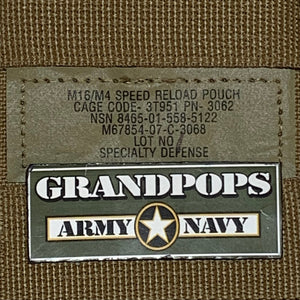 M16/M4 SPEED RELOAD POUCH
CAGE CODE- 3T951 PN- 3062
NSN 8465-01-558-5122
M67854-07-C-3068
LOT NO
SPECIALTY DEFENSE
GRANDPOPS
ARMY NAVY